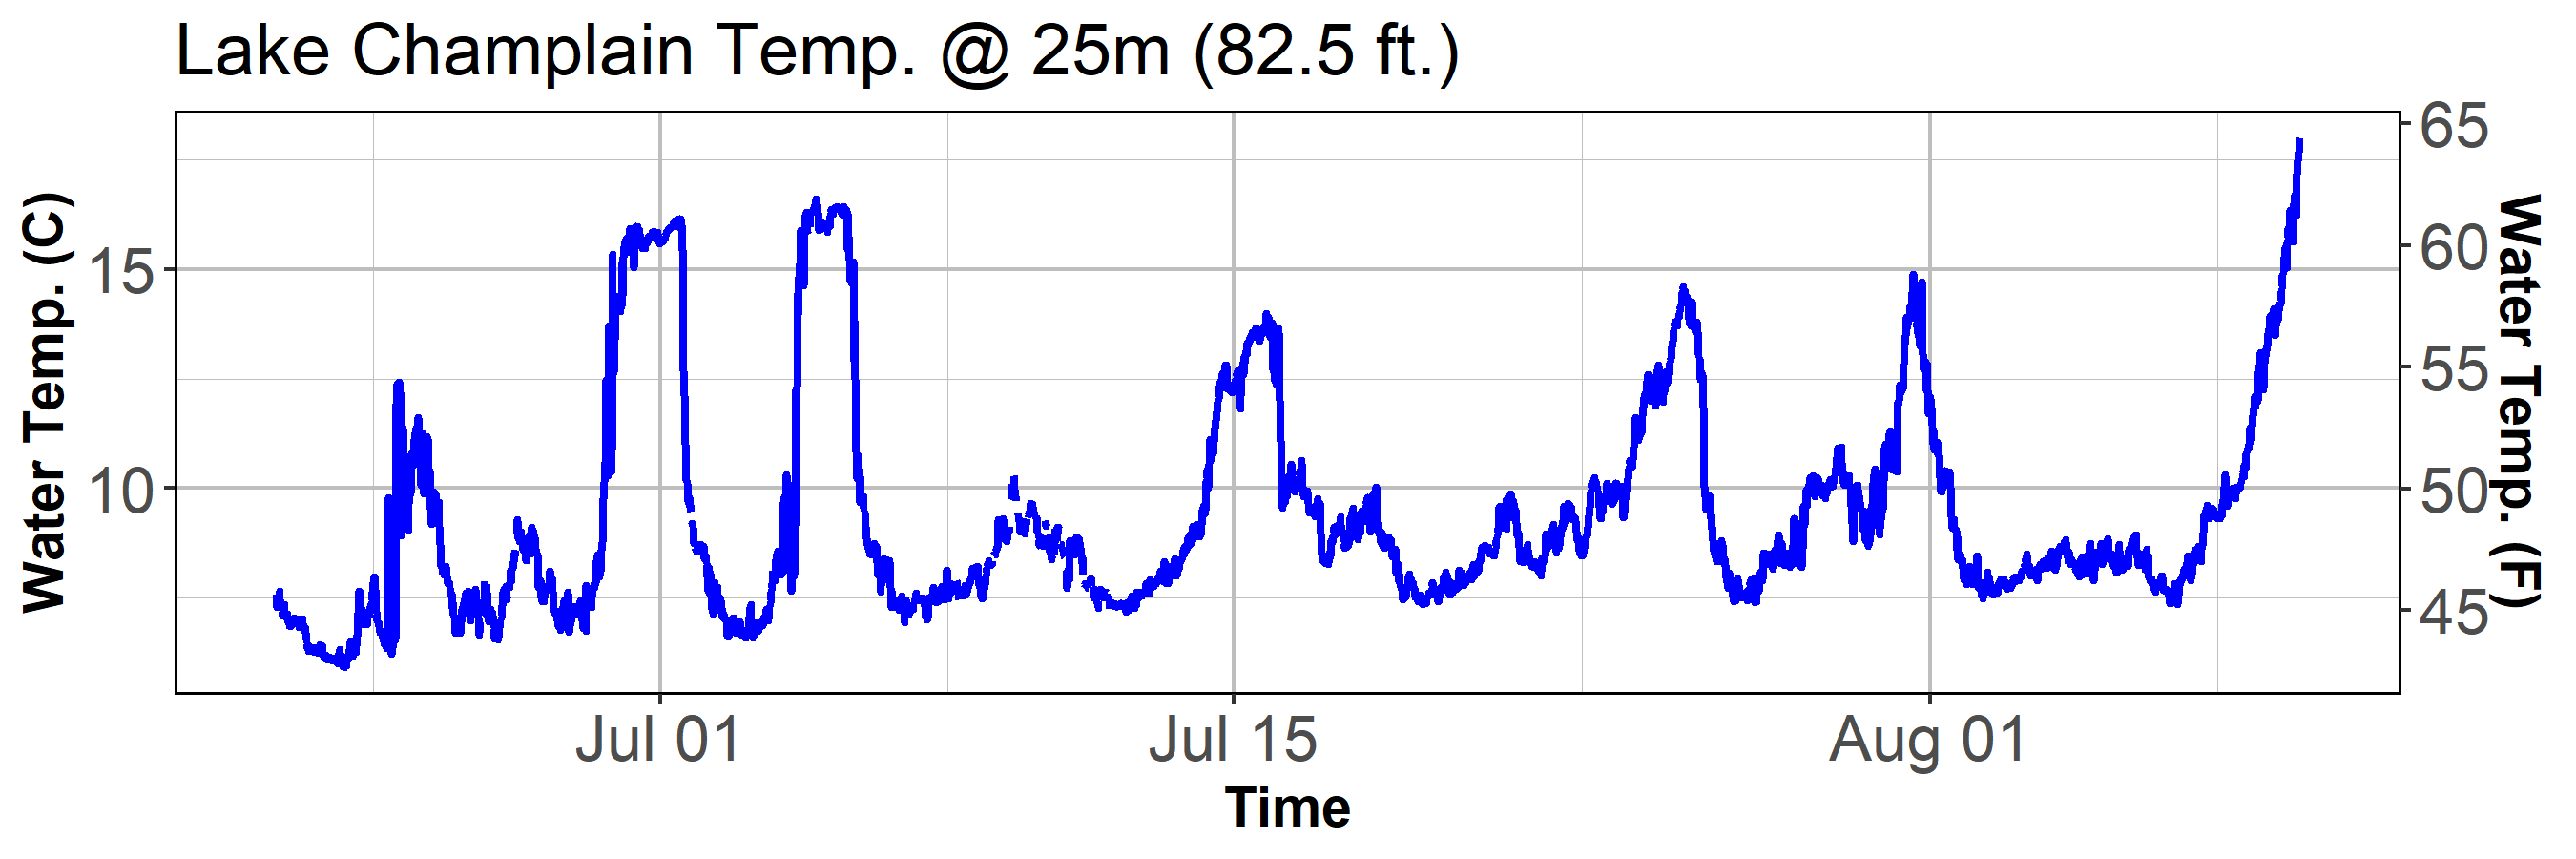 Lake Champlain Temp. @ 25m (82.5 ft.)
Water Temp. (C)
15
10
65
60
55
50
45
Water Temp. (F)
Jul 01
Jul 15
Aug 01
Time